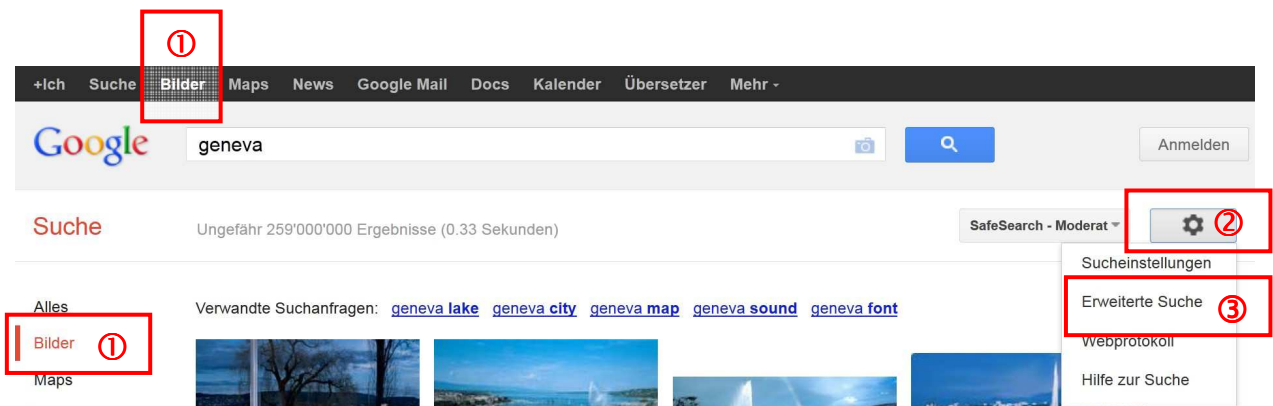 ①
+Ich Suche Bilder Maps News Google Mail Docs Kalender Übersetzer Mehr
Google geneva Anmelden
Suche Ungefähr 259'000'000 Ergebnisse (0.33 Sekunden) SafeSearch - Moderat ②
Sucheinstellungen
Alles Verwandte Suchanfragen: geneva lake geneva city geneva map geneva sound geneva font Erweiterte Suche ③
Bilder ① Webprotokoll
Maps Hilfe zur Suche